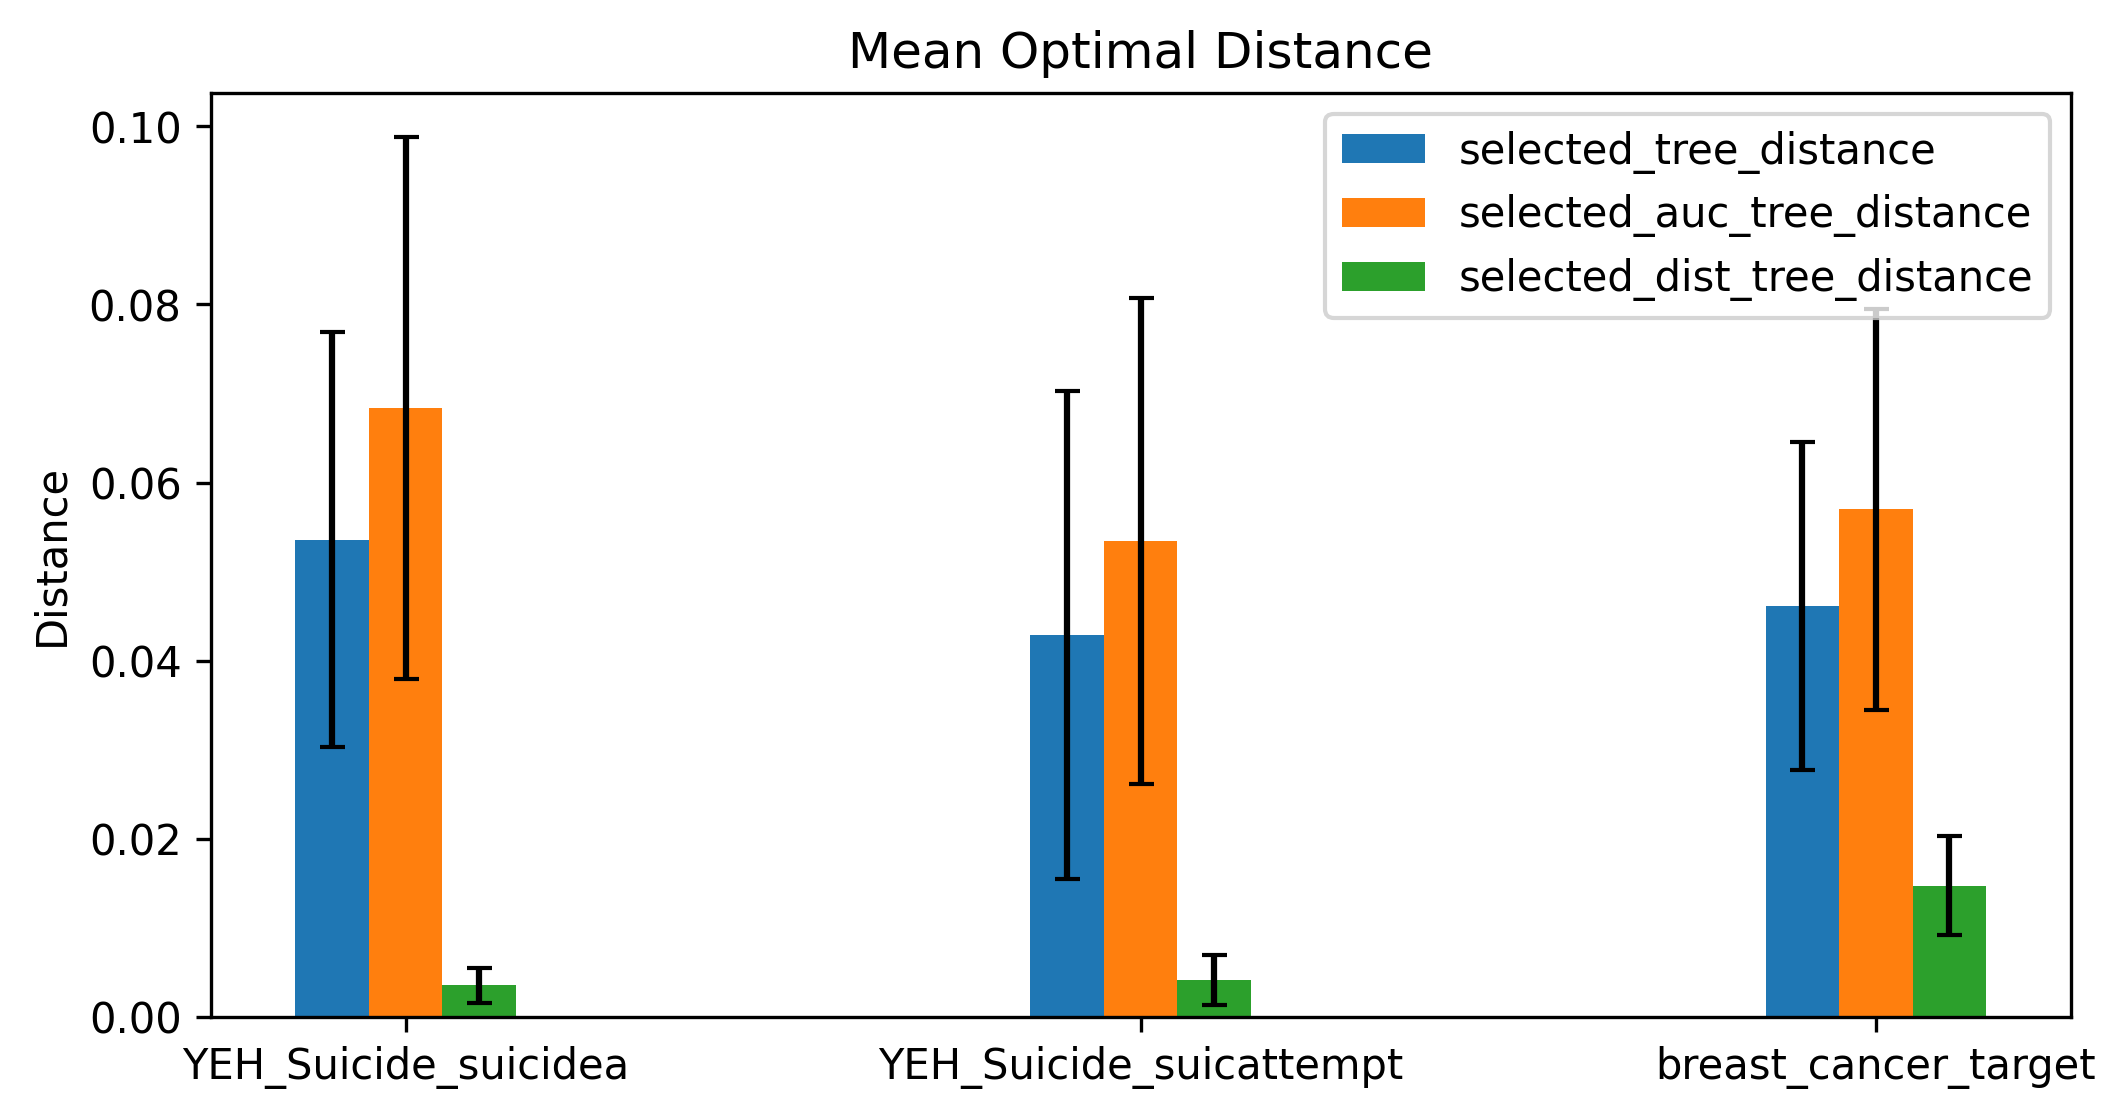 Mean Optimal Distance
selected_tree_distance
selected_auc_tree_distance
selected_dist_tree_distance
Distance
0.10
0.08
0.06
0.04
0.02
0.00
YEH_Suicide_suicidea
YEH_Suicide_suicattempt
breast_cancer_target